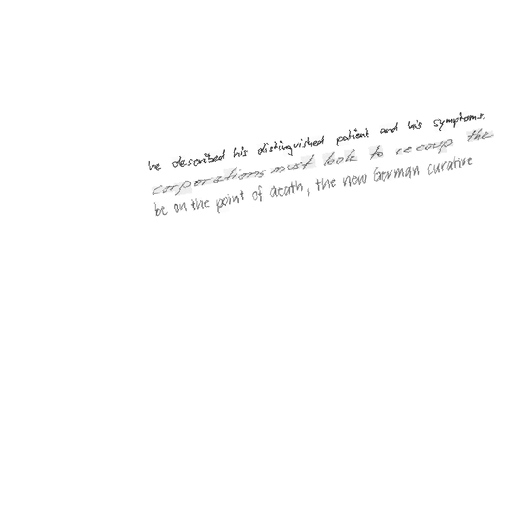 he described his distinguished patient and his symptoms.
corporations must look to recoup the
be on the point of death, the now German curative